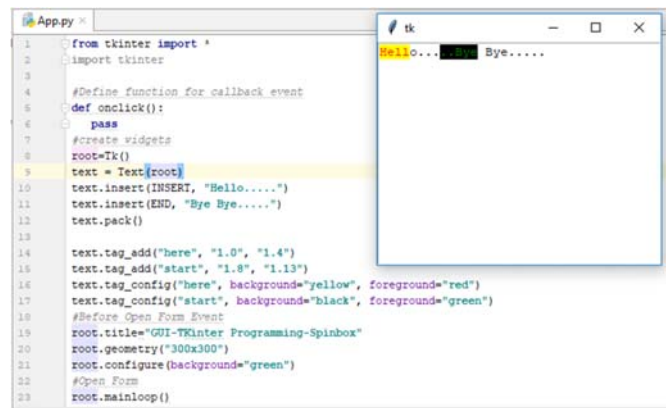 App.py ×
1 from tkinter import *
2 import tkinter
3
4 #Define function for callback event
5 def onclick():
6 pass
7 #create widgets
8 root=Tk()
9 text = Text(root)
10 text.insert(INSERT, "Hello.....")
11 text.insert(END, "Bye Bye.....")
12 text.pack()
13
14 text.tag_add("here", "1.0", "1.4")
15 text.tag_add("start", "1.8", "1.13")
16 text.tag_config("here", background="yellow", foreground="red")
17 text.tag_config("start", background="black", foreground="green")
18 #Before Open Form Event
19 root.title="GUI-TKinter Programming-Spinbox"
20 root.geometry("300x300")
21 root.configure(background="green")
22 #Open Form
23 root.mainloop()
tk
Hello.....Bye Bye.....